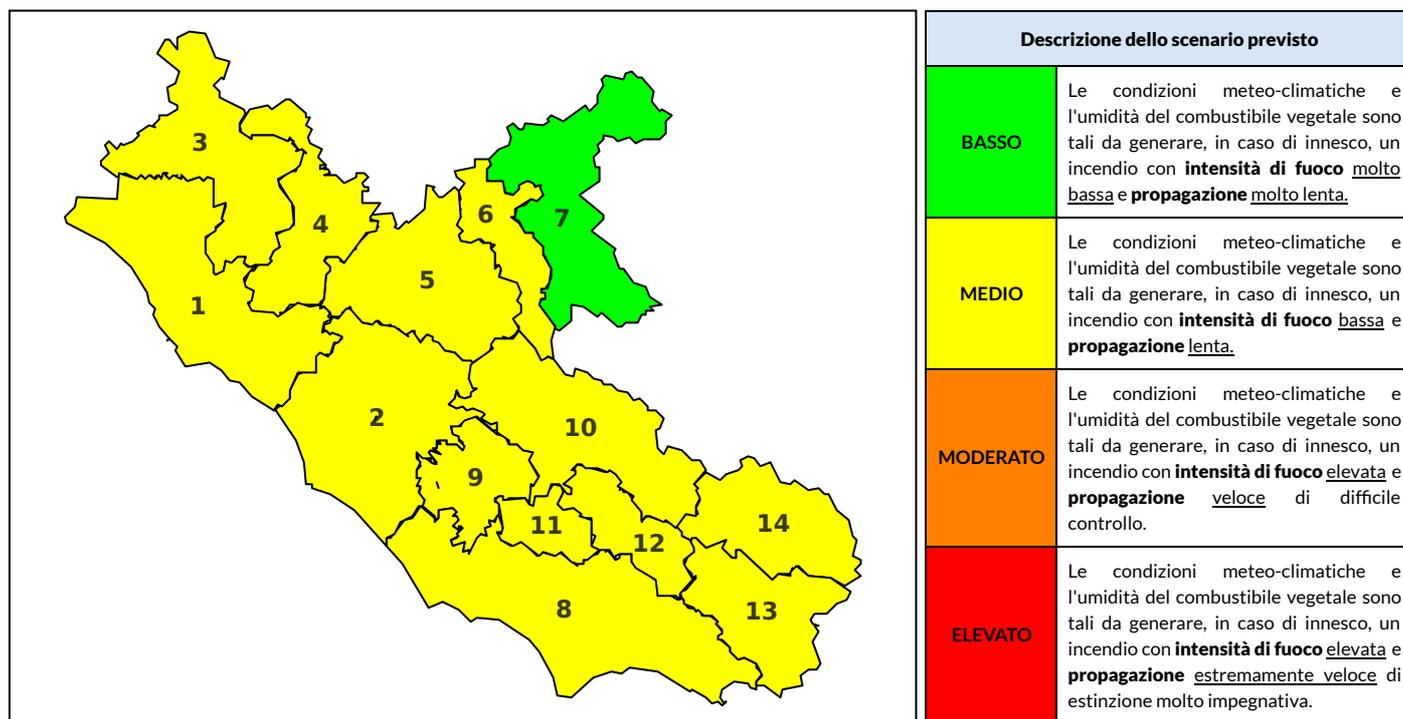 3
4
6
7
5
1
2
10
9
11
14
12
8
13
Descrizione dello scenario previsto
BASSO
Le condizioni meteo-climatiche e
l'umidità del combustibile vegetale sono
tali da generare, in caso di innesco, un
incendio con intensità di fuoco molto
bassa e propagazione molto lenta.
MEDIO
Le condizioni meteo-climatiche e
l'umidità del combustibile vegetale sono
tali da generare, in caso di innesco, un
incendio con intensità di fuoco bassa e
propagazione lenta.
MODERATO
Le condizioni meteo-climatiche e
l'umidità del combustibile vegetale sono
tali da generare, in caso di innesco, un
incendio con intensità di fuoco elevata e
propagazione veloce di difficile
controllo.
ELEVATO
Le condizioni meteo-climatiche e
l'umidità del combustibile vegetale sono
tali da generare, in caso di innesco, un
incendio con intensità di fuoco elevata e
propagazione estremamente veloce di
estinzione molto impegnativa.